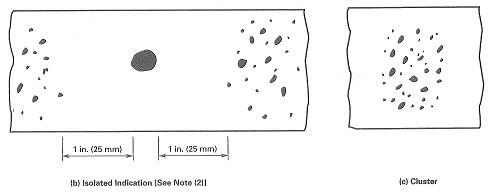 1 in. (25 mm) 1 in. (25 mm)
(b) Isolated Indication [See Note (2)] (c) Cluster